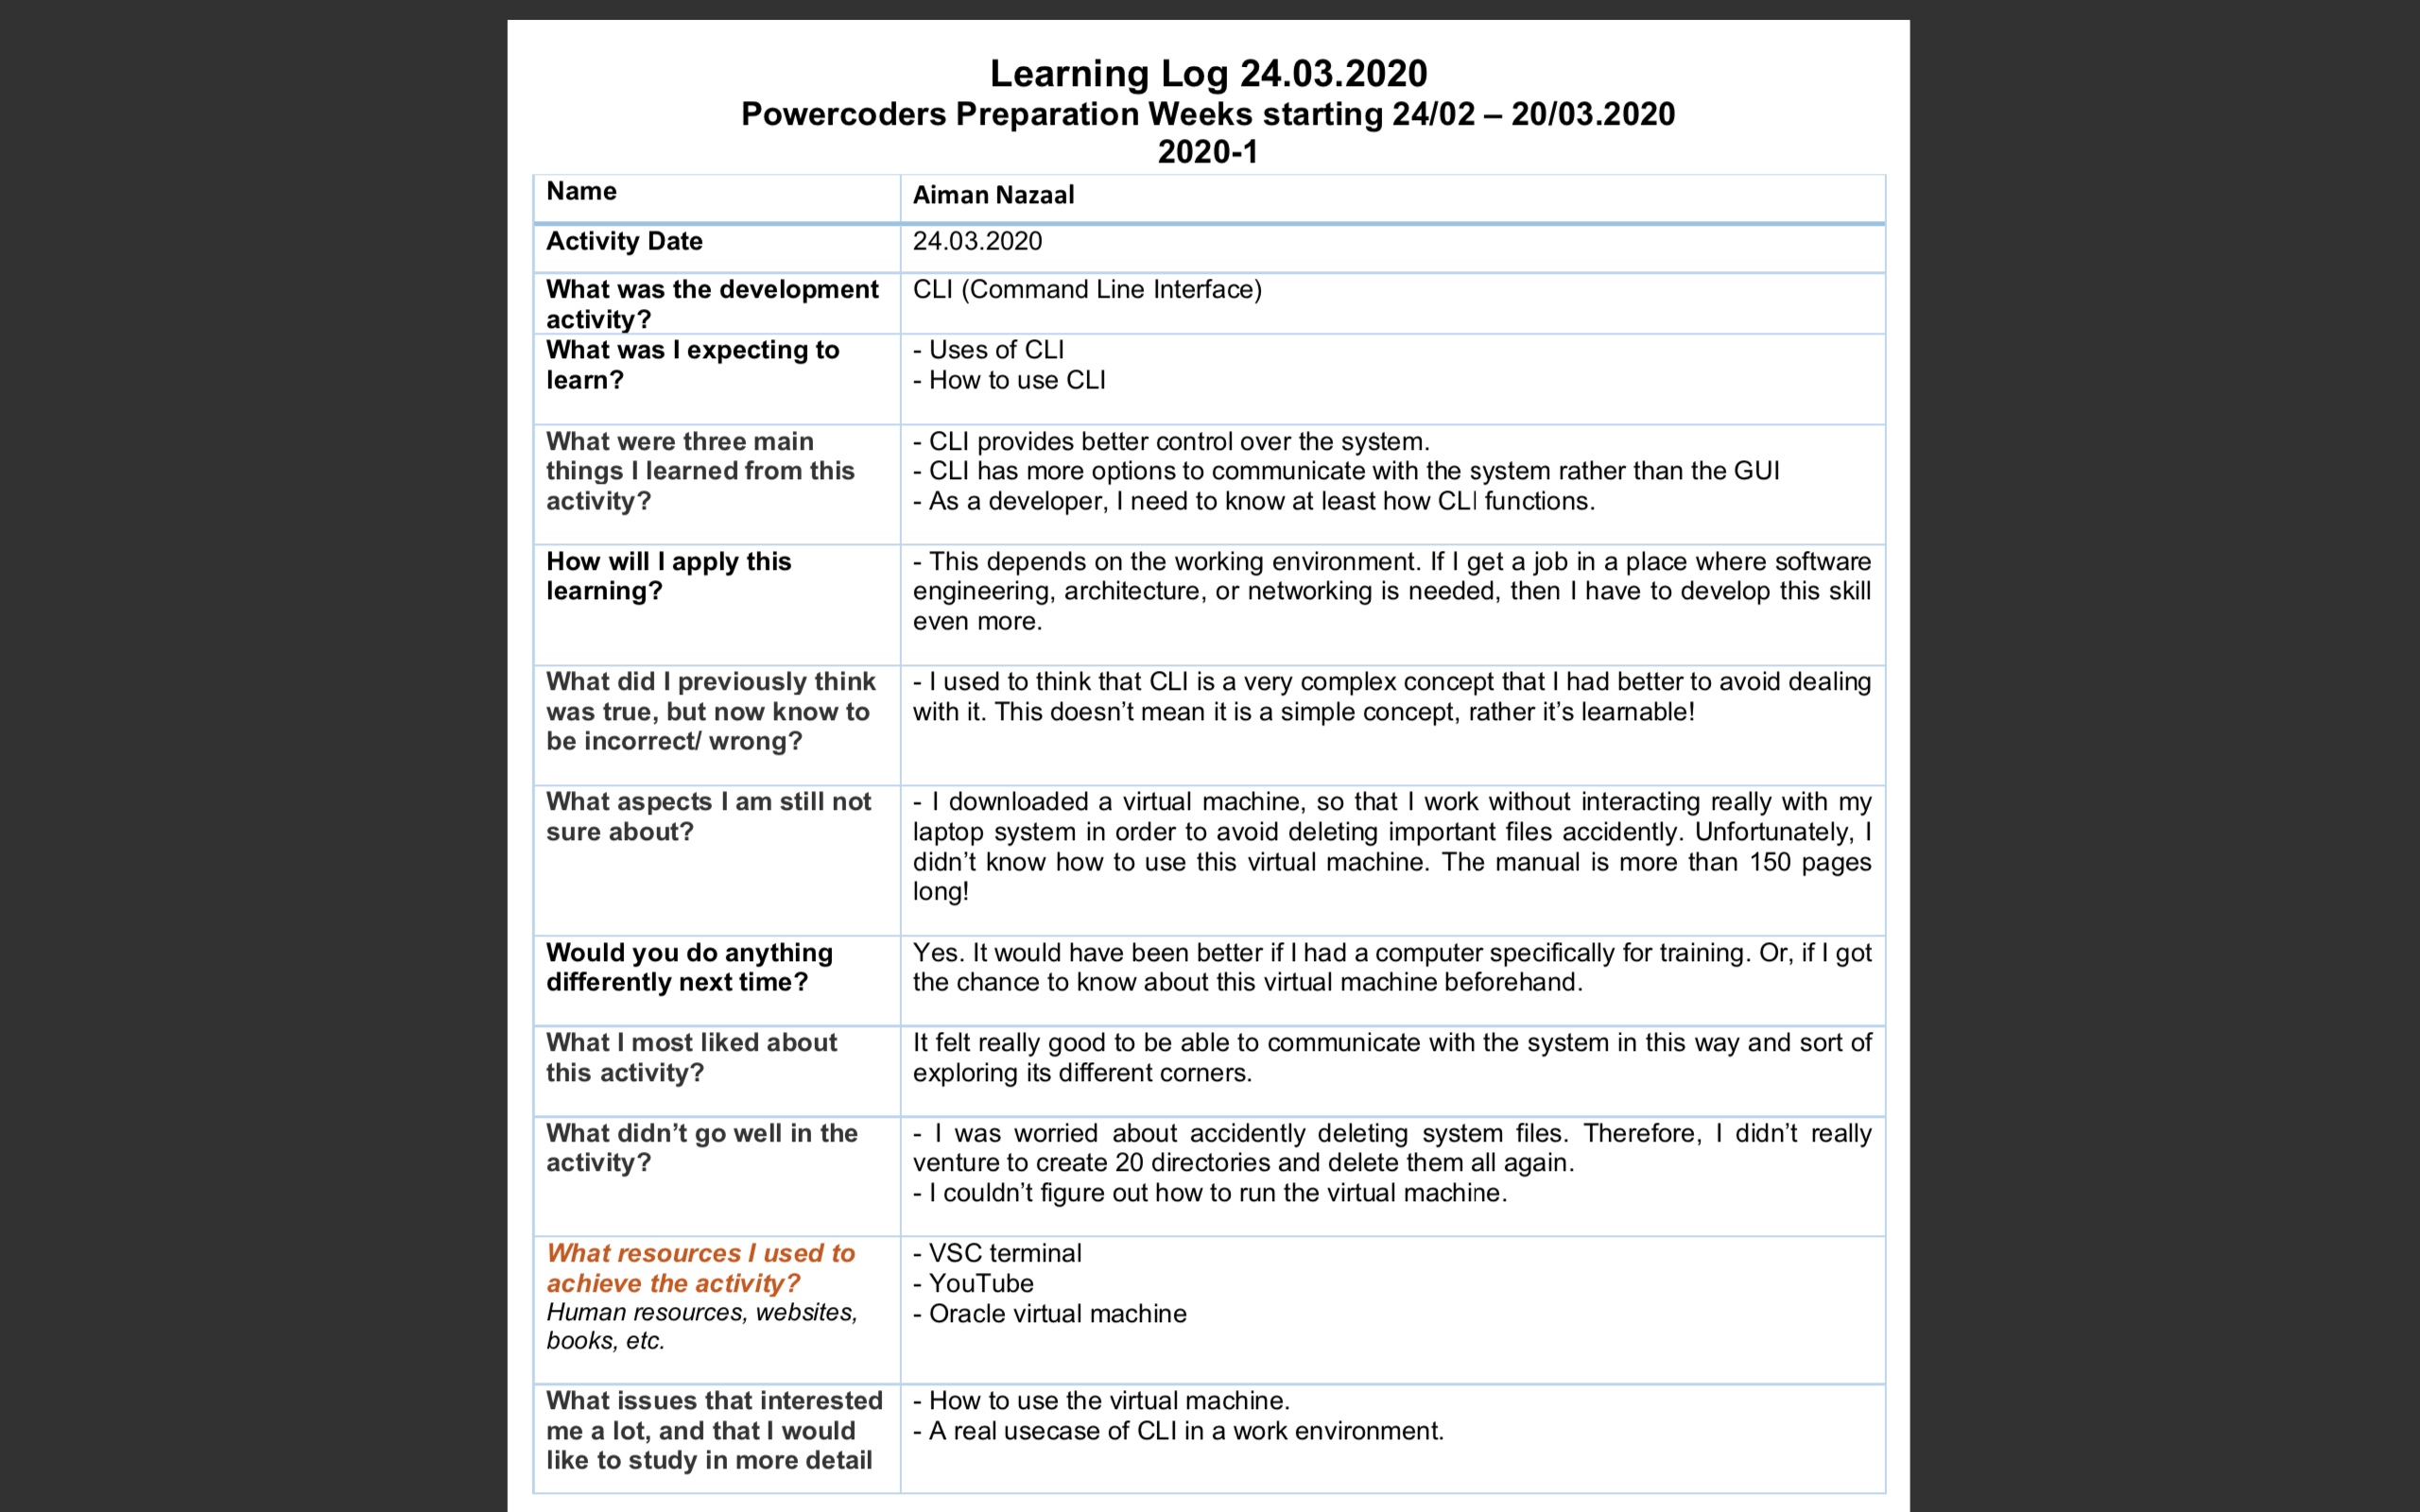 Learning Log 24.03.2020
Powercoders Preparation Weeks starting 24/02 – 20/03.2020
2020-1
Name
Aiman Nazaal
Activity Date
24.03.2020
What was the development
activity?
CLI (Command Line Interface)
What was I expecting to
learn?
- Uses of CLI
- How to use CLI
What were three main
things I learned from this
activity?
- CLI provides better control over the system.
- CLI has more options to communicate with the system rather than the GUI
- As a developer, I need to know at least how CLI functions.
How will I apply this
learning?
- This depends on the working environment. If I get a job in a place where software
engineering, architecture, or networking is needed, then I have to develop this skill
even more.
What did I previously think
was true, but now know to
be incorrect/ wrong?
- I used to think that CLI is a very complex concept that I had better to avoid dealing
with it. This doesn’t mean it is a simple concept, rather it’s learnable!
What aspects I am still not
sure about?
- I downloaded a virtual machine, so that I work without interacting really with my
laptop system in order to avoid deleting important files accidently. Unfortunately, I
didn’t know how to use this virtual machine. The manual is more than 150 pages
long!
Would you do anything
differently next time?
Yes. It would have been better if I had a computer specifically for training. Or, if I got
the chance to know about this virtual machine beforehand.
What I most liked about
this activity?
It felt really good to be able to communicate with the system in this way and sort of
exploring its different corners.
What didn’t go well in the
activity?
- I was worried about accidently deleting system files. Therefore, I didn’t really
venture to create 20 directories and delete them all again.
- I couldn’t figure out how to run the virtual machine.
What resources I used to
achieve the activity?
Human resources, websites,
books, etc.
- VSC terminal
- YouTube
- Oracle virtual machine
What issues that interested
me a lot, and that I would
like to study in more detail
- How to use the virtual machine.
- A real usecase of CLI in a work environment.